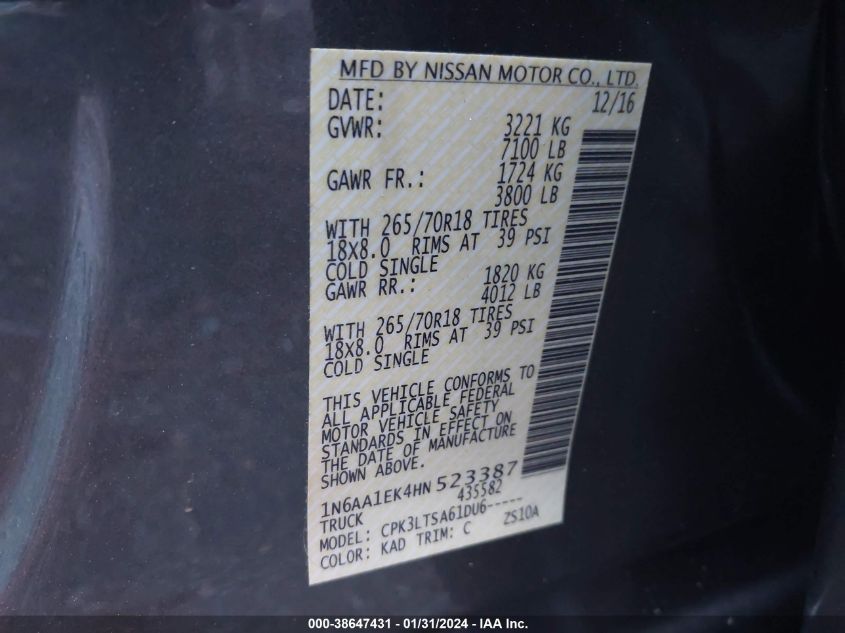 MFD BY NISSAN MOTOR CO., LTD.
DATE: 12/16
GVWR: 3221 KG
7100 LB
GAWR FR.: 1724 KG
3800 LB
WITH 265/70R18 TIRES
18X8.0 RIMS AT 39 PSI
COLD SINGLE
GAWR RR.: 1820 KG
4012 LB
WITH 265/70R18 TIRES
18X8.0 RIMS AT 39 PSI
COLD SINGLE
THIS VEHICLE CONFORMS TO
ALL APPLICABLE FEDERAL
MOTOR VEHICLE SAFETY
STANDARDS IN EFFECT ON
THE DATE OF MANUFACTURE
SHOWN ABOVE.
1N6AA1EK4HN523387
TRUCK 435582
MODEL: CPK3LTSA61DU6-----
COLOR: KAD TRIM: C ZS10A
000-38647431 - 01/31/2024 - IAA Inc.